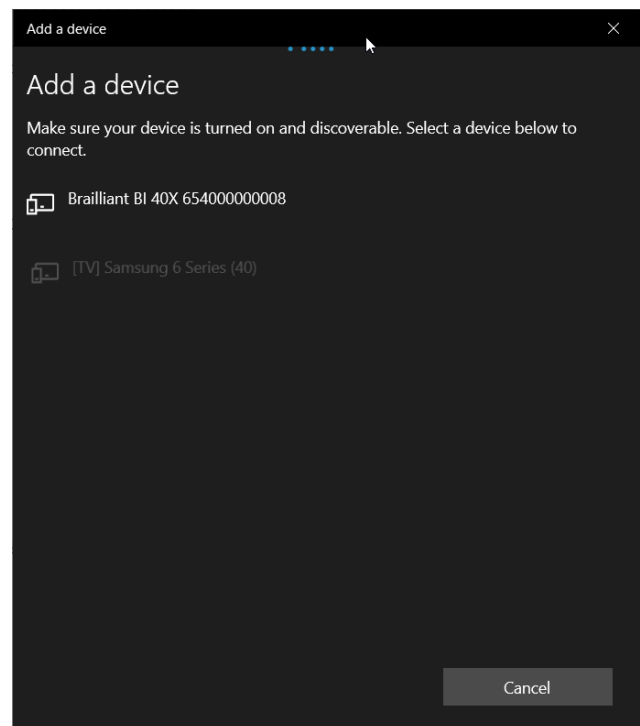 Add a device
Add a device
Make sure your device is turned on and discoverable. Select a device below to
connect.
Brailliant BI 40X 654000000008
[TV] Samsung 6 Series (40)
Cancel